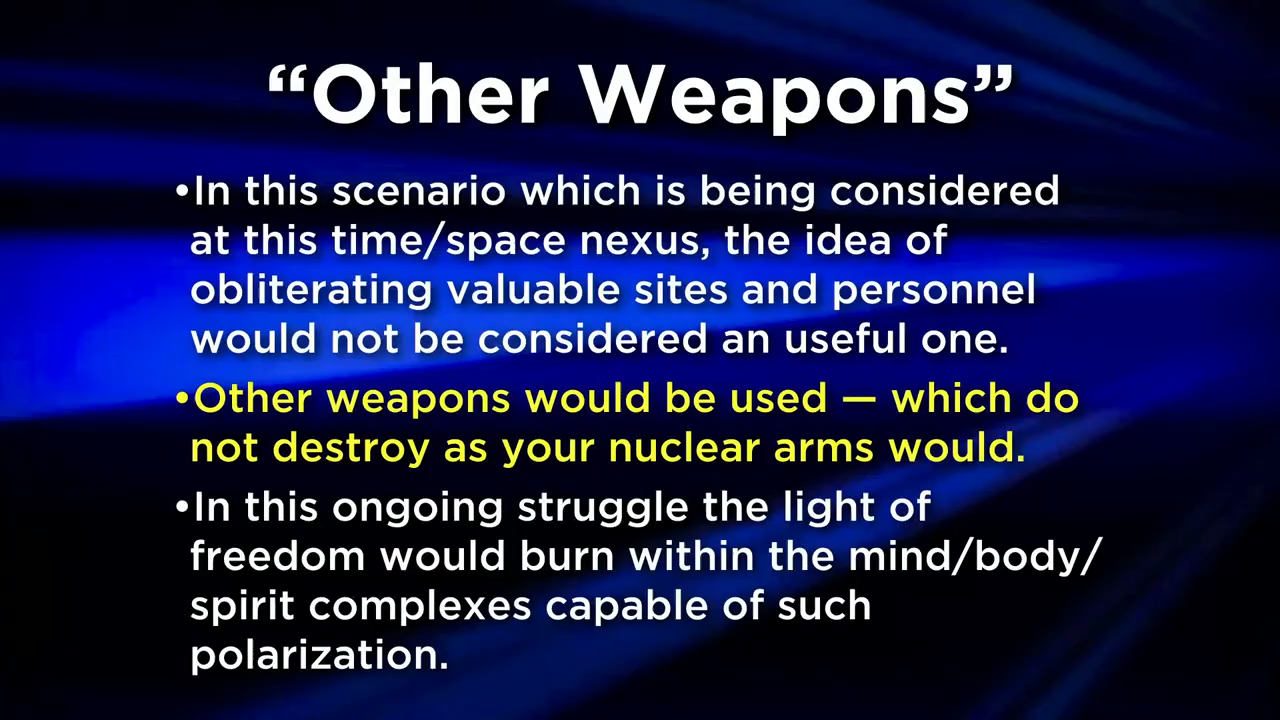 “Other Weapons”
•In this scenario which is being considered
at this time/space nexus, the idea of
obliterating valuable sites and personnel
would not be considered an useful one.
•Other weapons would be used — which do
not destroy as your nuclear arms would.
•In this ongoing struggle the light of
freedom would burn within the mind/body/
spirit complexes capable of such
polarization.